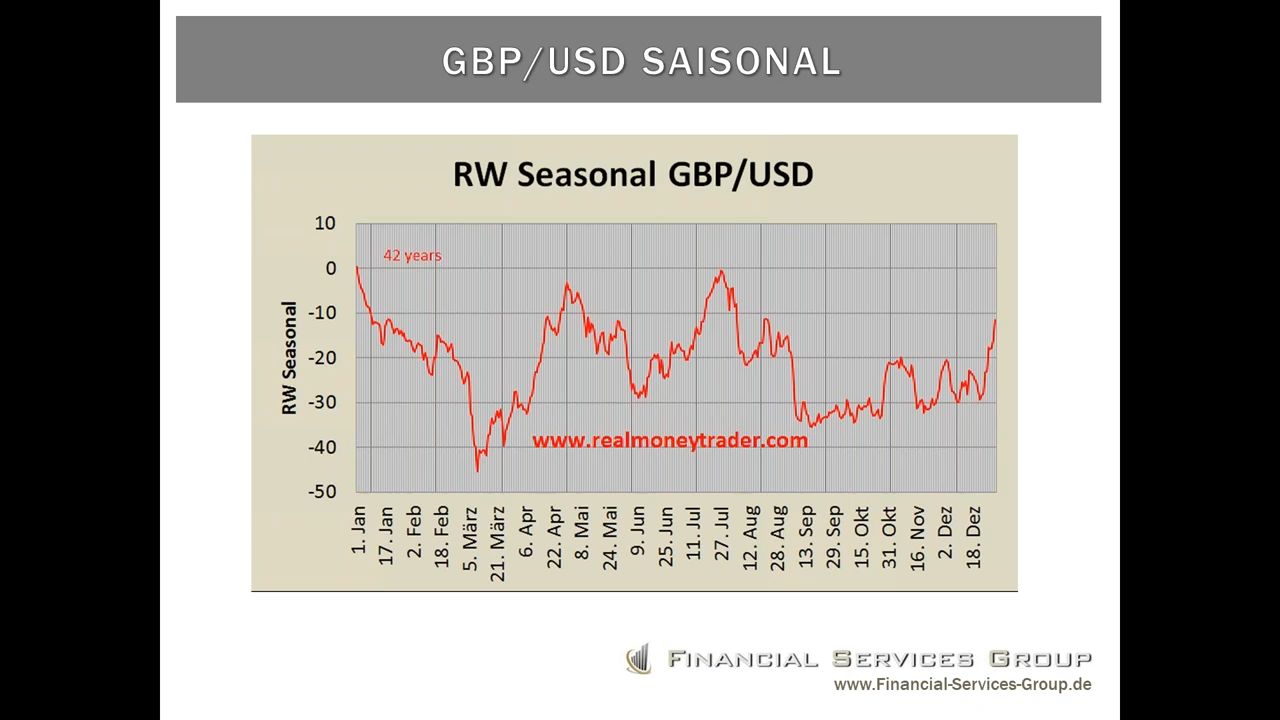 GBP/USD SAISONAL
RW Seasonal GBP/USD
10
0
-10
-20
-30
-40
-50
RW Seasonal
42 years
www.realmoneytrader.com
1. Jan
17. Jan
2. Feb
18. Feb
5. März
21. März
6. Apr
22. Apr
8. Mai
24. Mai
9. Jun
25. Jun
11. Jul
27. Jul
12. Aug
28. Aug
13. Sep
29. Sep
15. Okt
31. Okt
16. Nov
2. Dez
18. Dez
FINANCIAL SERVICES GROUP
www.Financial-Services-Group.de